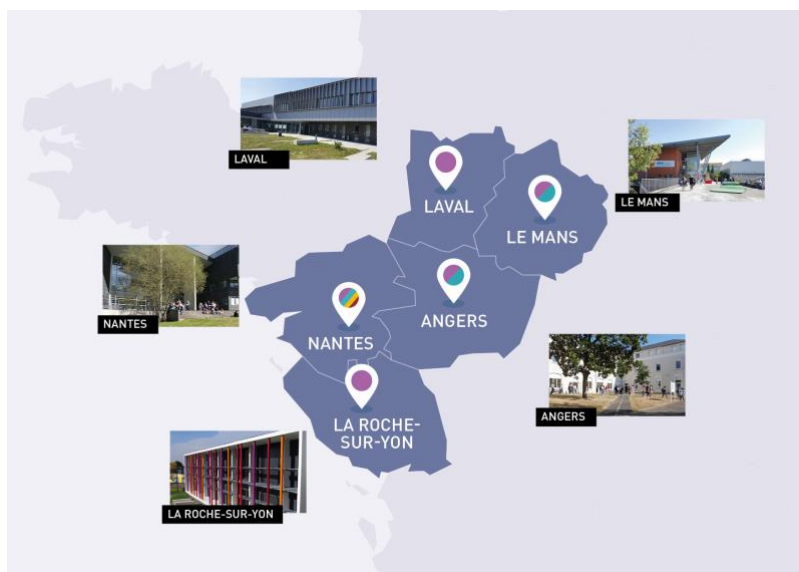 LAVAL
LE MANS
LAVAL
LE MANS
NANTES
ANGERS
NANTES
ANGERS
LA ROCHE-
SUR-YON
LA ROCHE-SUR-YON